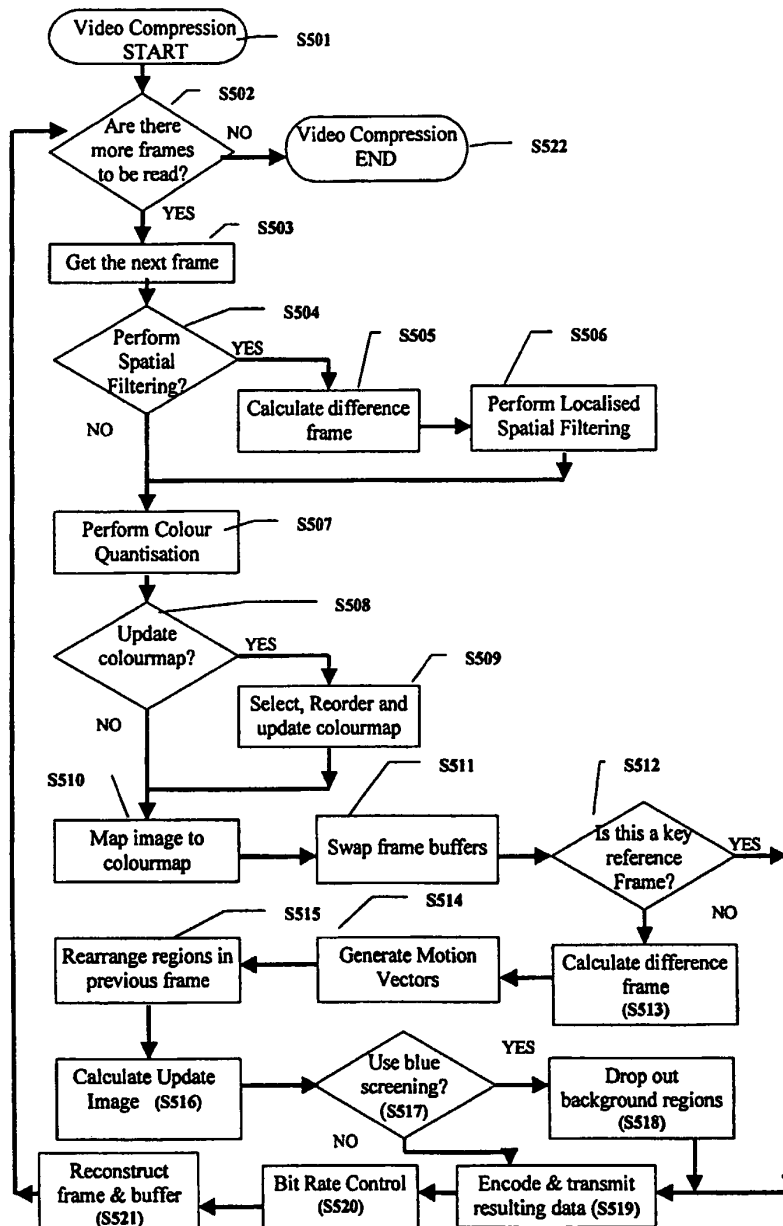 Video Compression
START
S501
S502
Are there
more frames
to be read?
NO
Video Compression
END
S522
YES
S503
Get the next frame
S504
Perform
Spatial
Filtering?
YES
S505
S506
Calculate difference
frame
Perform Localised
Spatial Filtering
NO
Perform Colour
Quantisation
S507
S508
Update
colourmap?
YES
S509
Select, Reorder and
update colourmap
NO
S510
S511
S512
Map image to
colourmap
Swap frame buffers
Is this a key
reference
Frame?
YES
NO
S515
S514
Rearrange regions in
previous frame
Generate Motion
Vectors
Calculate difference
frame
(S513)
Calculate Update
Image (S516)
Use blue
screening?
(S517)
YES
Drop out
background regions
(S518)
NO
Reconstruct
frame & buffer
(S521)
Bit Rate Control
(S520)
Encode & transmit
resulting data (S519)